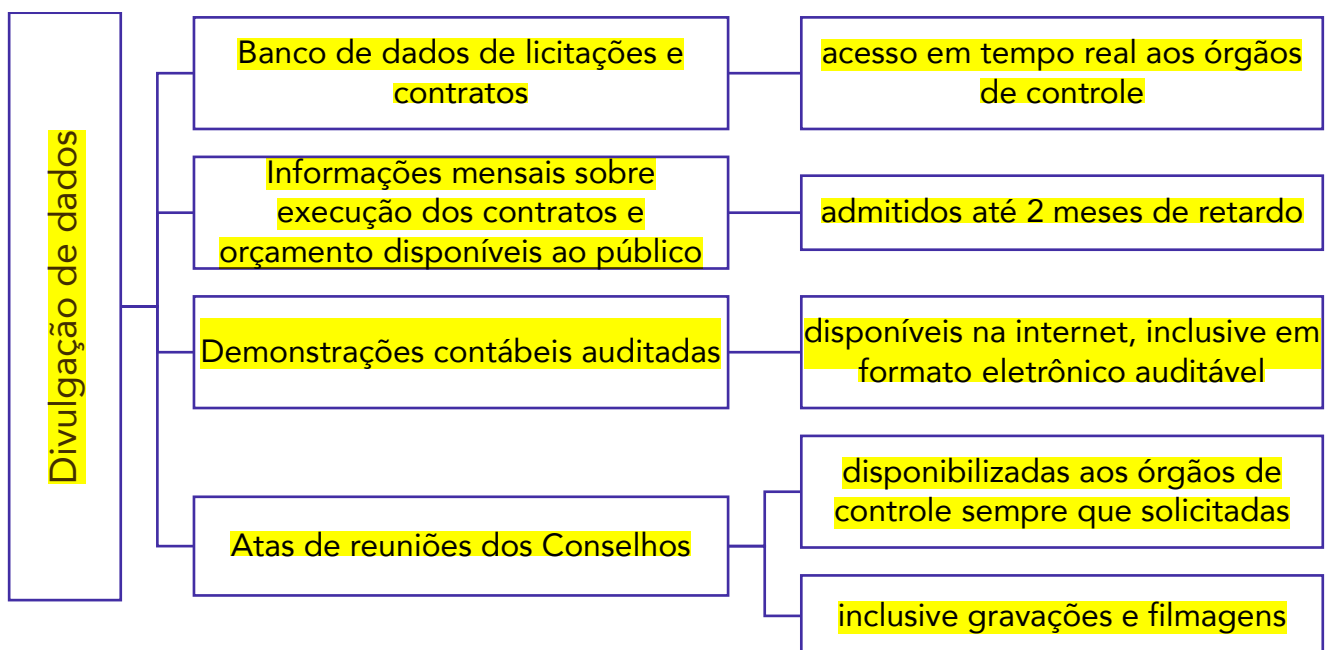 Divulgação de dados
Banco de dados de licitações e
contratos
acesso em tempo real aos órgãos
de controle
Informações mensais sobre
execução dos contratos e
orçamento disponíveis ao público
admitidos até 2 meses de retardo
Demonstrações contábeis auditadas
disponíveis na internet, inclusive em
formato eletrônico auditável
Atas de reuniões dos Conselhos
disponibilizadas aos órgãos de
controle sempre que solicitadas
inclusive gravações e filmagens